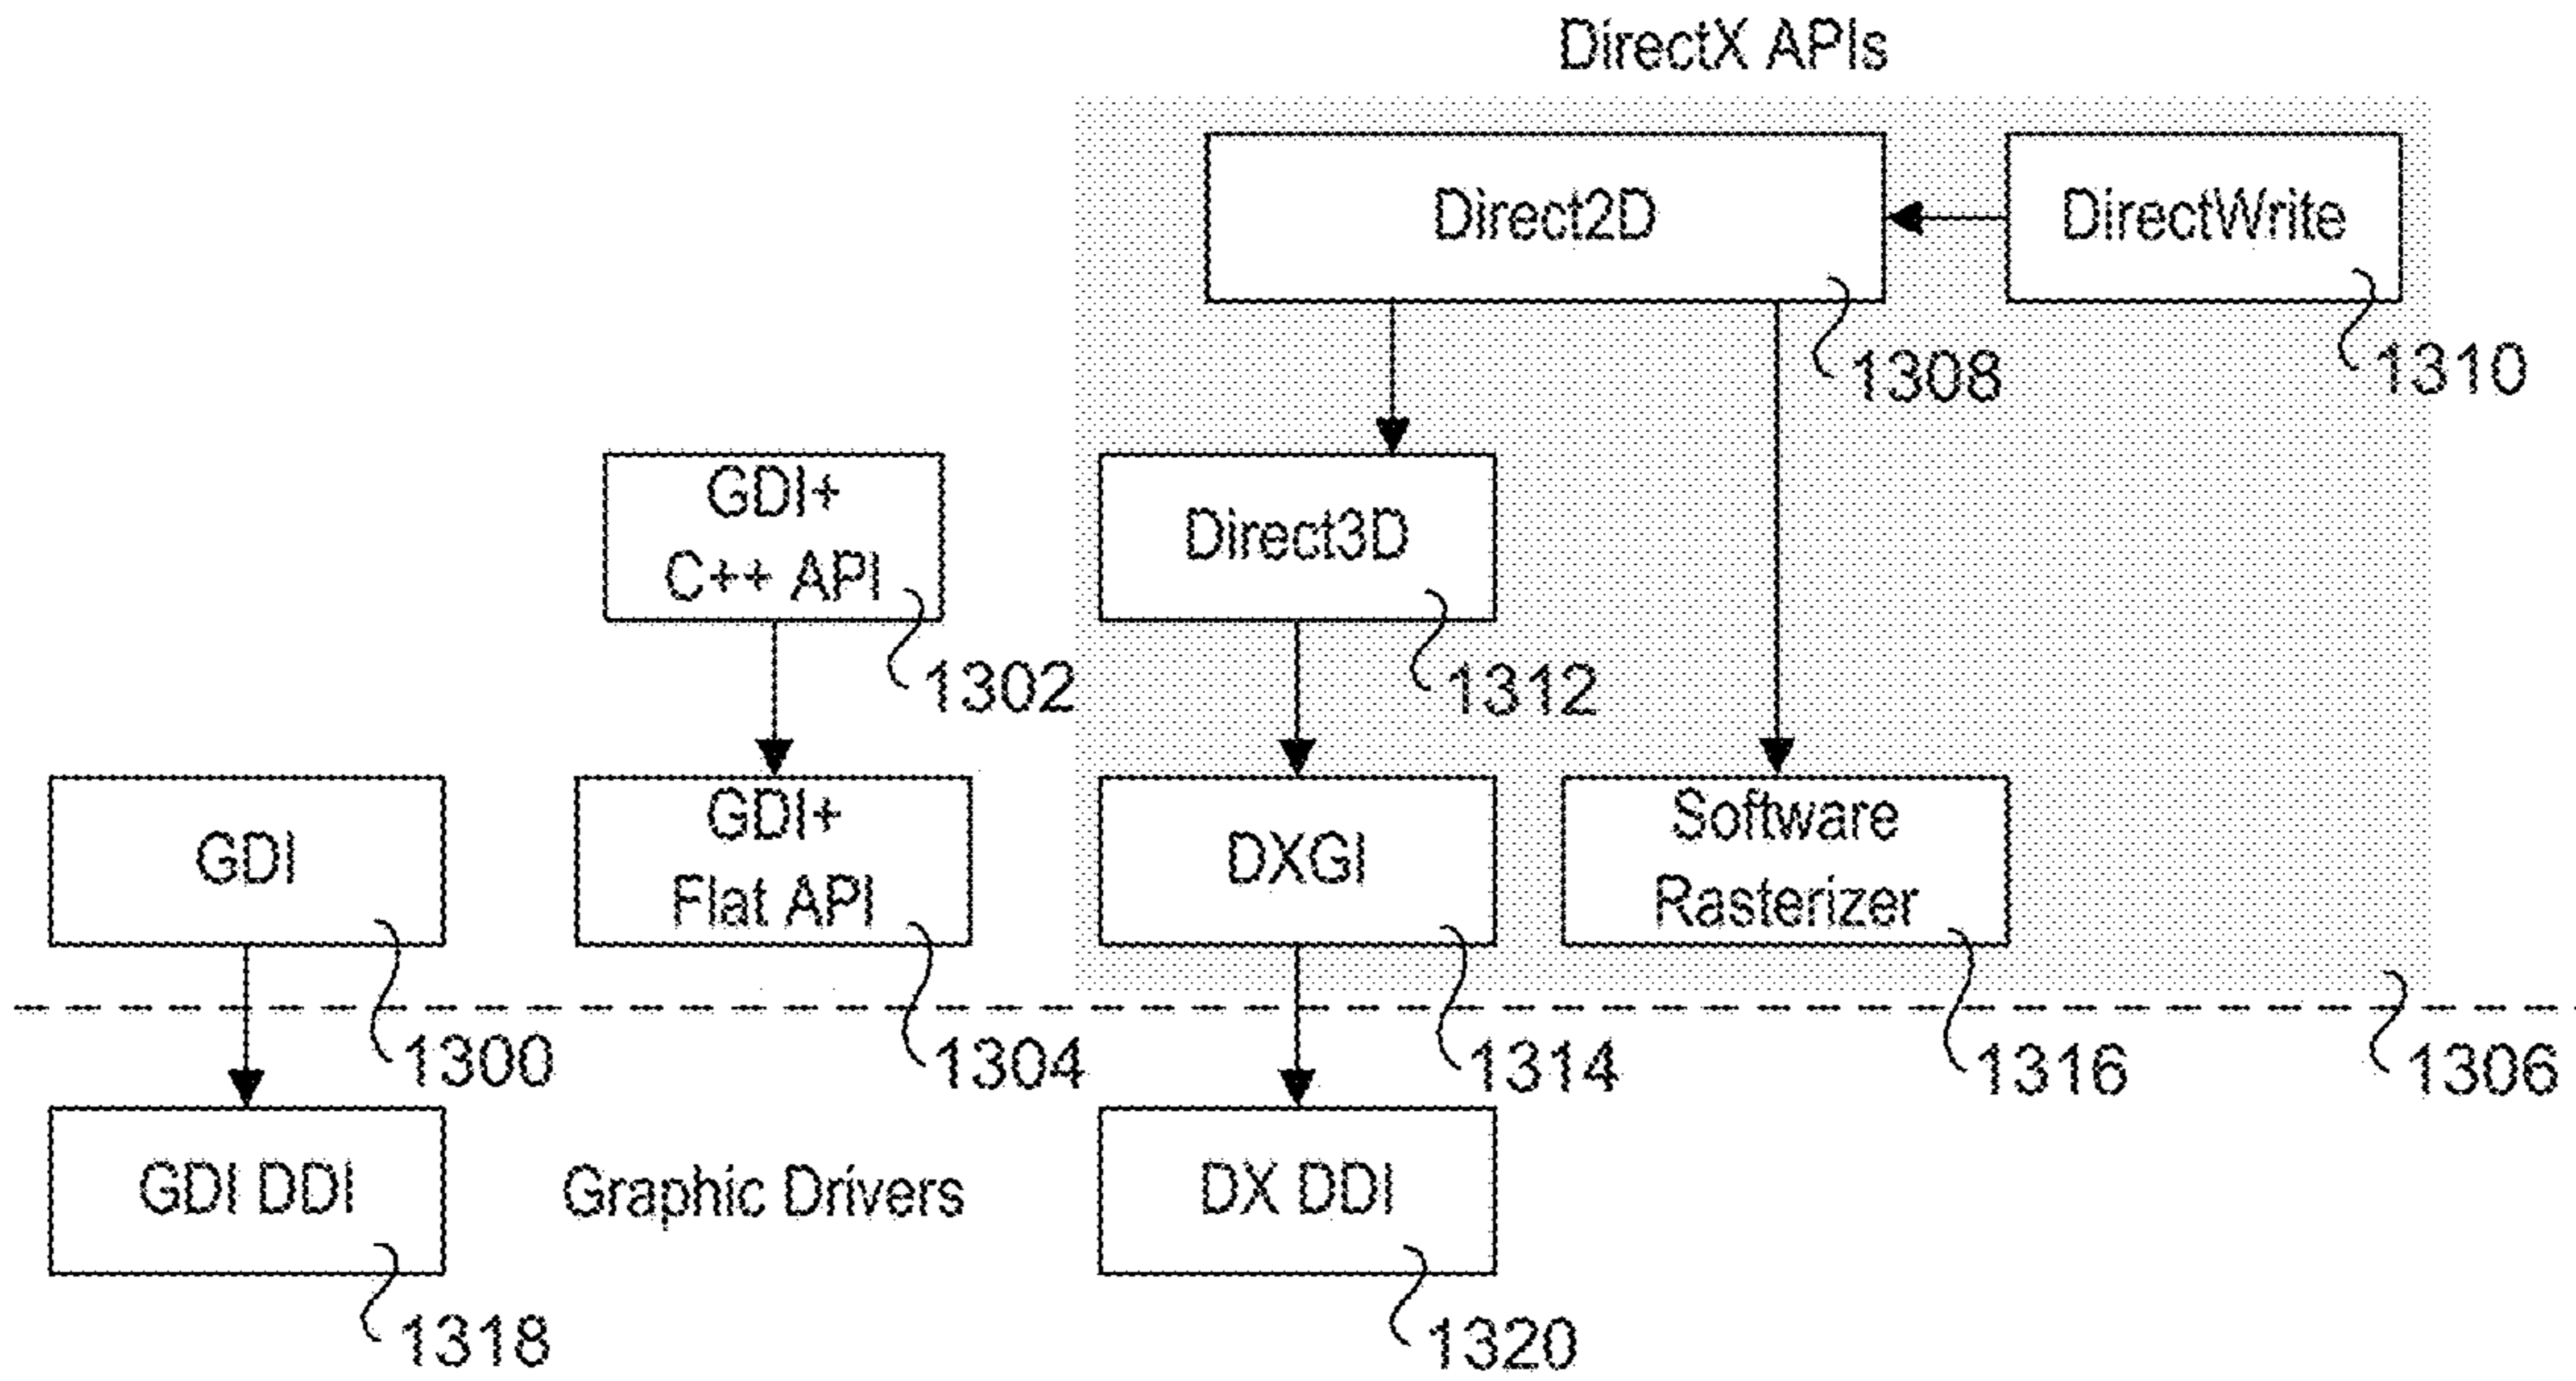 DirectX APIs
Direct2D
DirectWrite
1308
1310
GDI+
C++ API
Direct3D
1302
1312
GDI
GDI+
Flat API
DXGI
Software
Rasterizer
1300
1304
1314
1316
1306
GDI DDI
Graphic Drivers
DX DDI
1318
1320